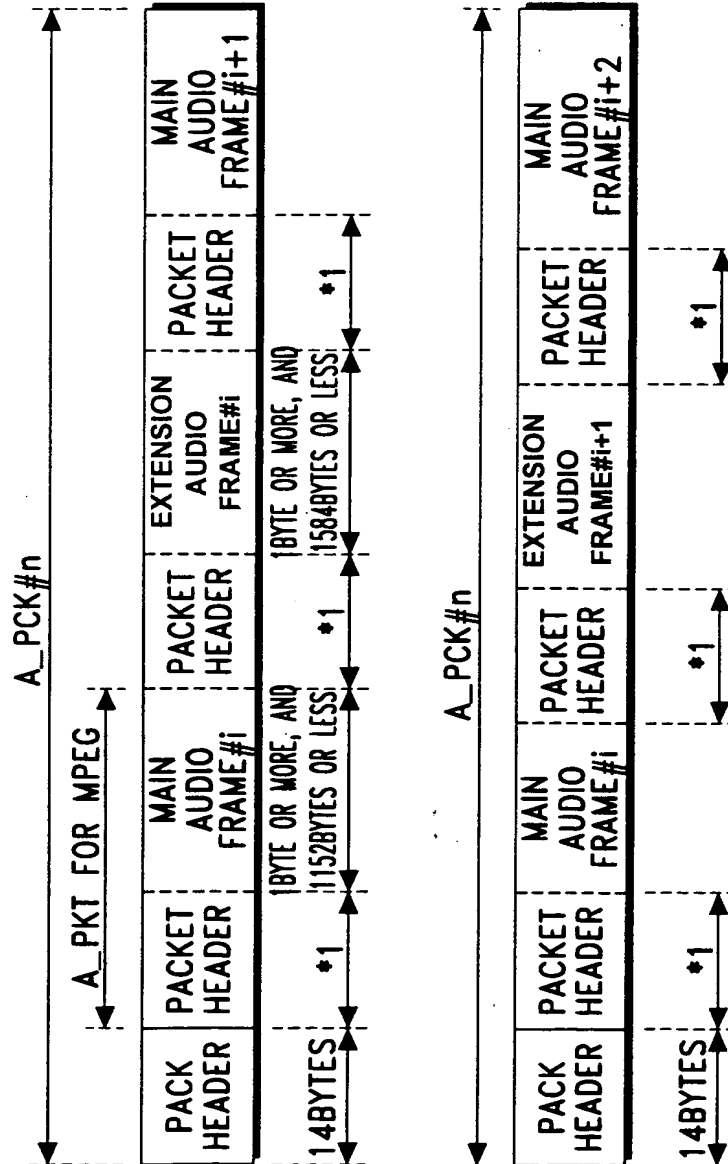 A_PCK#n
A_PKT FOR MPEG
PACK
HEADER
PACKET
HEADER
MAIN
AUDIO
FRAME#i
PACKET
HEADER
EXTENSION
AUDIO
FRAME#i
PACKET
HEADER
MAIN
AUDIO
FRAME#i+1
14BYTES
*1
1BYTE OR MORE, AND
1152BYTES OR LESS
*1
1BYTE OR MORE, AND
1584BYTES OR LESS
*1
A_PCK#n
PACK
HEADER
PACKET
HEADER
MAIN
AUDIO
FRAME#i
PACKET
HEADER
EXTENSION
AUDIO
FRAME#i+1
PACKET
HEADER
MAIN
AUDIO
FRAME#i+2
14BYTES
*1
*1
*1